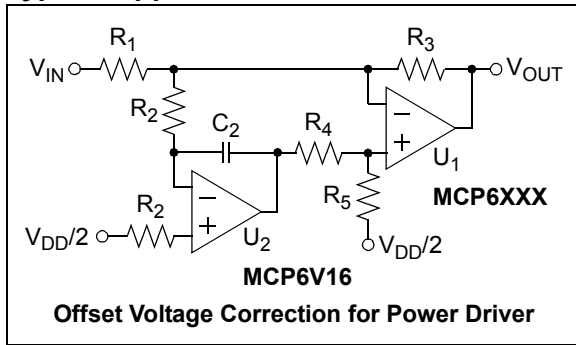 R1
R3
VIN
VOUT
R2
C2
R4
U1
R5
MCP6XXX
R2
VDD/2
U2
VDD/2
MCP6V16
Offset Voltage Correction for Power Driver